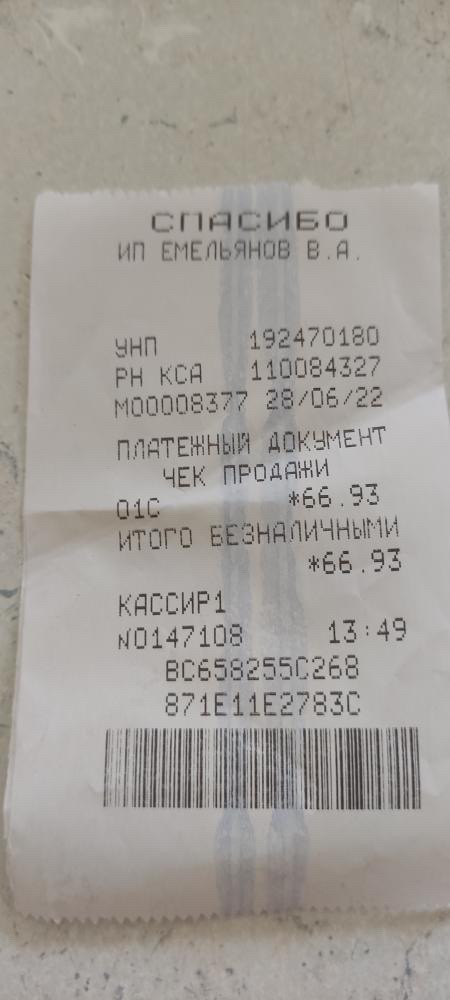 СПАСИБО
ИП ЕМЕЛЬЯНОВ В.А.
УНП 192470180
РН КСА 110084327
М00008377 28/06/22
ПЛАТЕЖНЫЙ ДОКУМЕНТ
ЧЕК ПРОДАЖИ
01С *66.93
ИТОГО БЕЗНАЛИЧНЫМИ
*66.93
КАССИР1
N0147108 13:49
BC658255C268
871E11E2783C